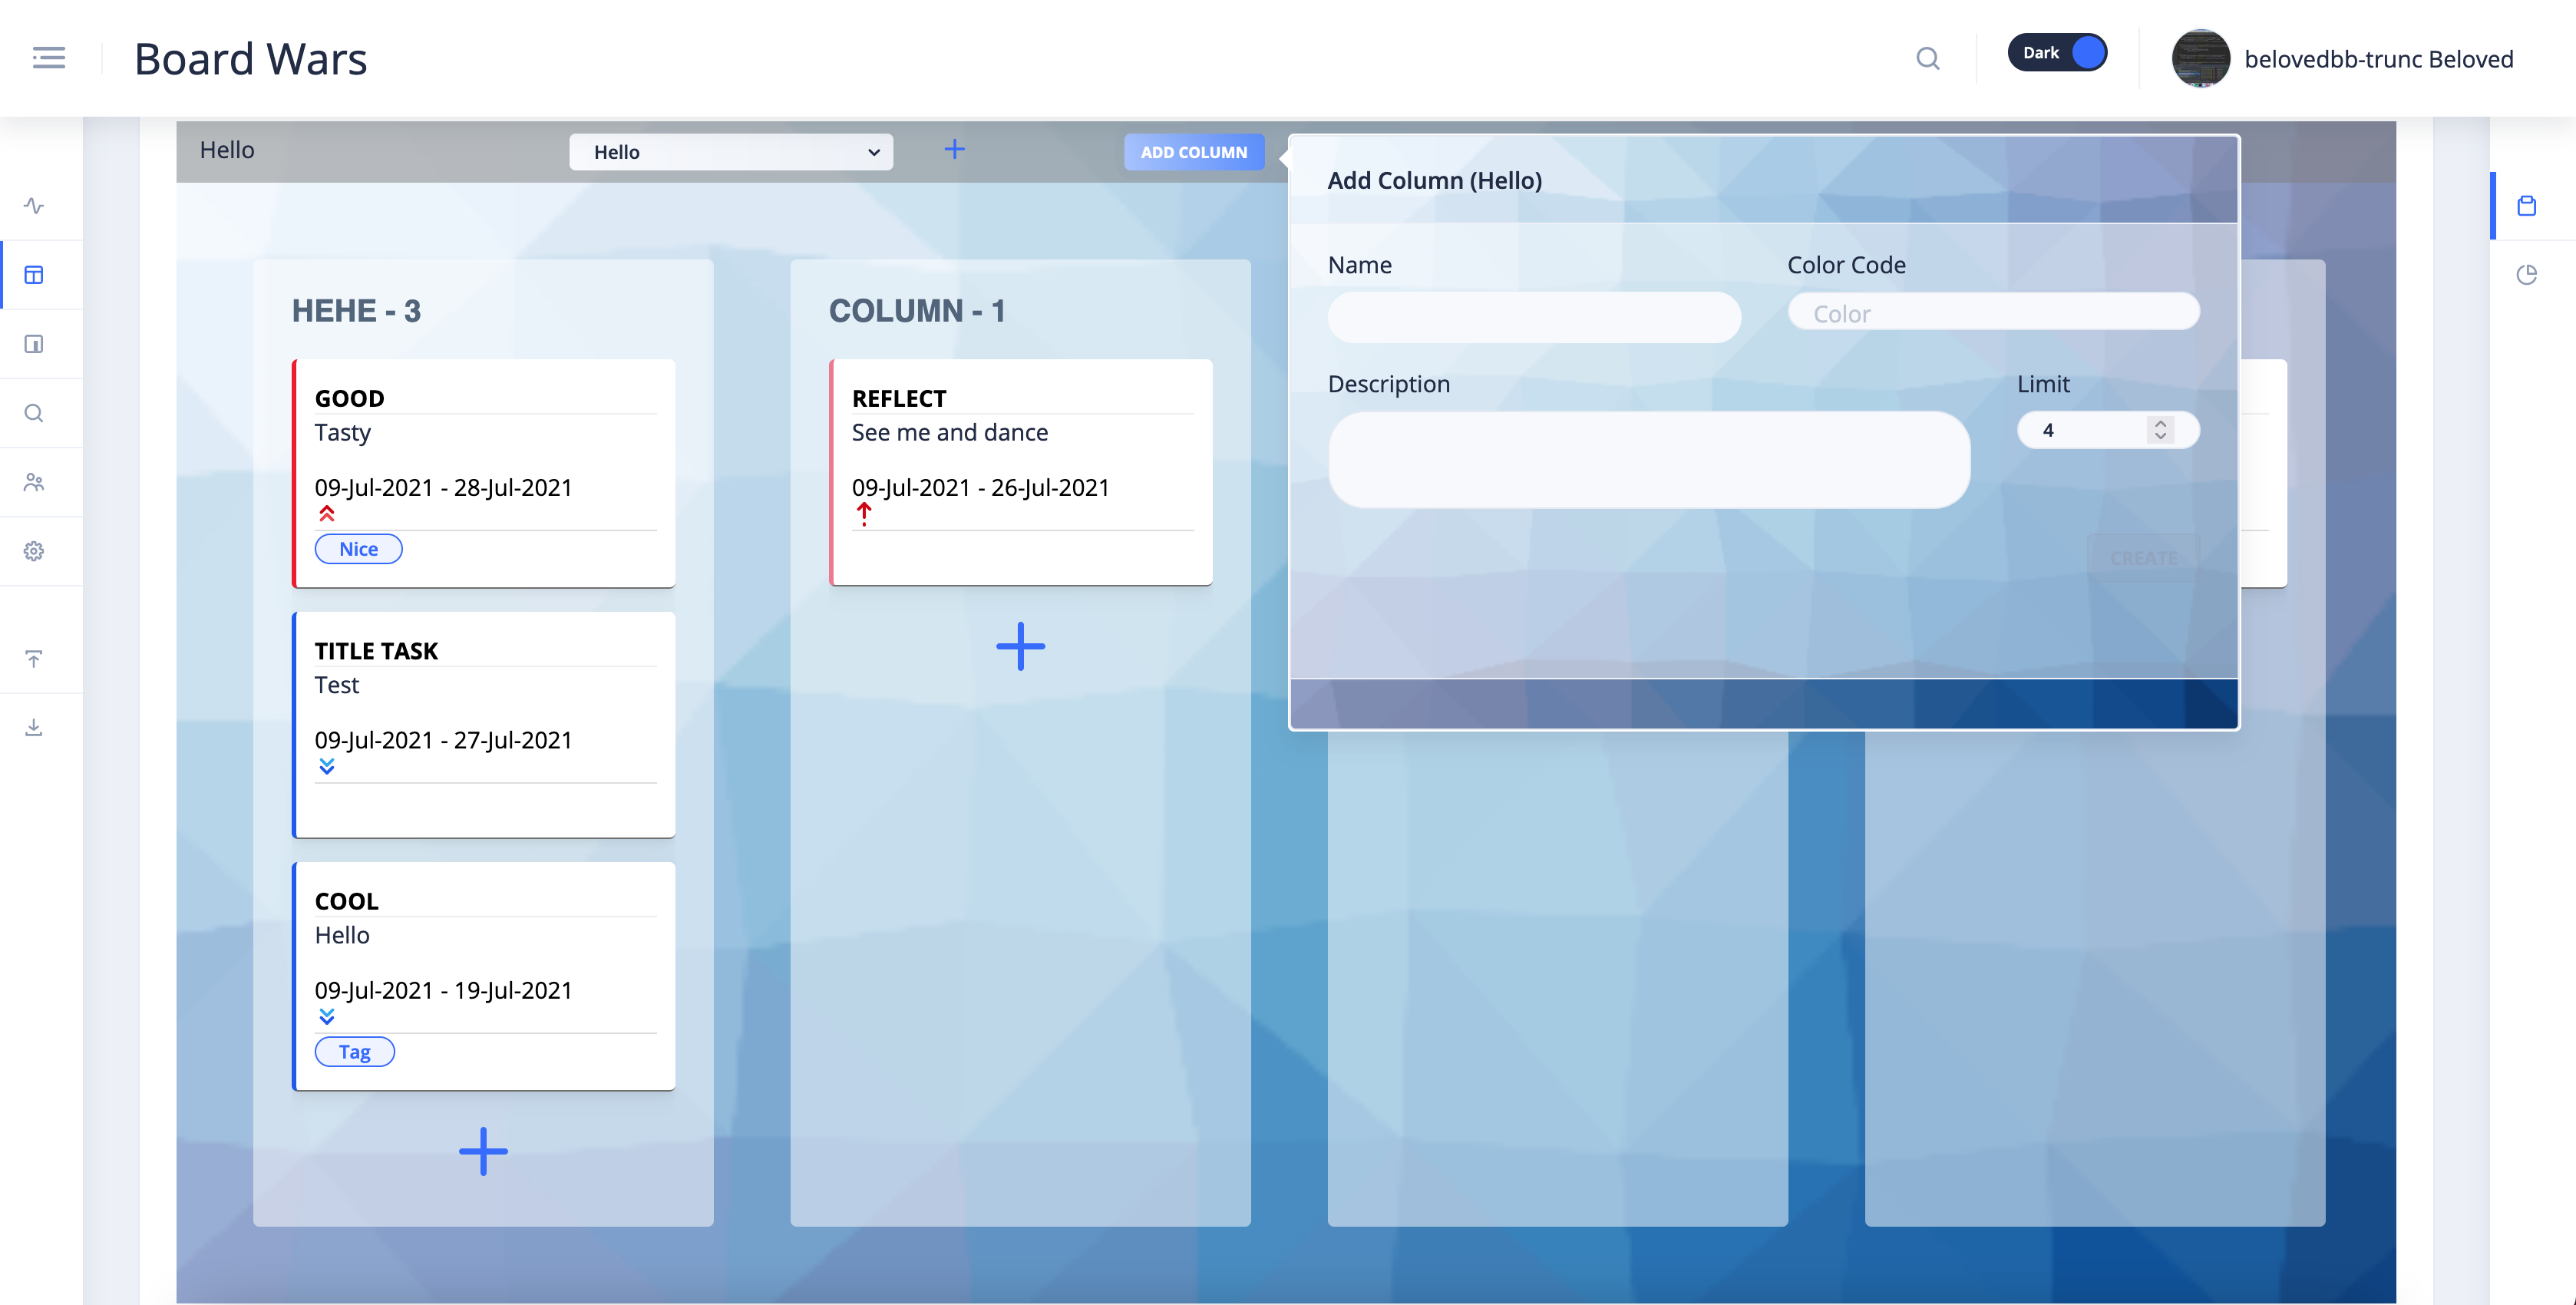 Board Wars
Dark
belovedbb-trunc Beloved
Hello
Hello
ADD COLUMN
Add Column (Hello)
Name
Color Code
Color
Description
Limit
4
CREATE
HEHE - 3
GOOD
Tasty
09-Jul-2021 - 28-Jul-2021
Nice
TITLE TASK
Test
09-Jul-2021 - 27-Jul-2021
COOL
Hello
09-Jul-2021 - 19-Jul-2021
Tag
COLUMN - 1
REFLECT
See me and dance
09-Jul-2021 - 26-Jul-2021